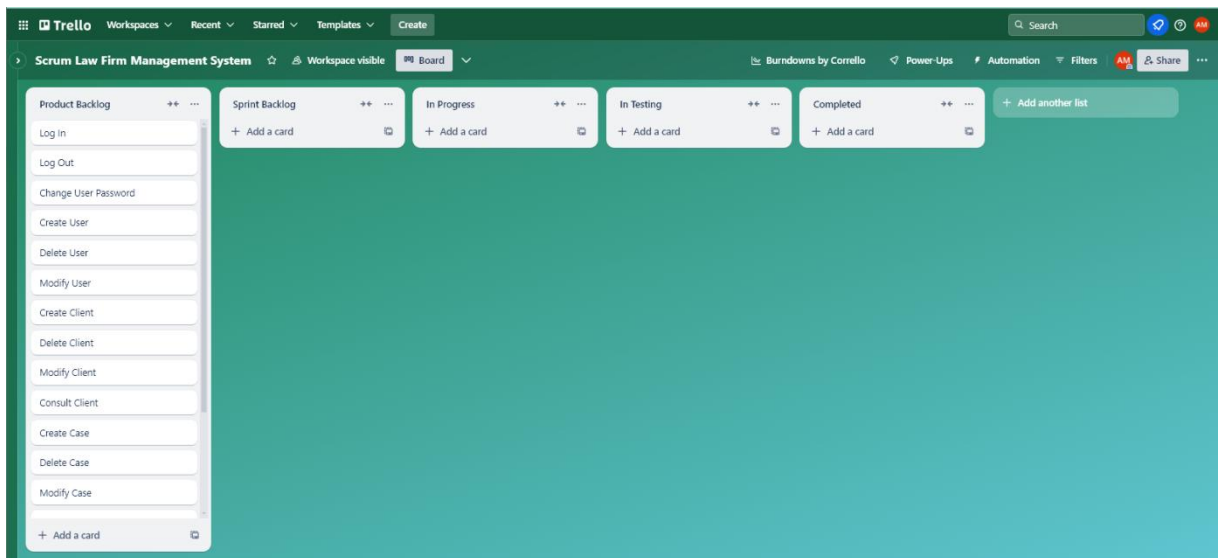 Trello Workspaces Recent Starred Templates Create Search AM
Scrum Law Firm Management System Workspace visible Board Burndowns by Corrello Power-Ups Automation Filters AM Share
Product Backlog
Log In
Log Out
Change User Password
Create User
Delete User
Modify User
Create Client
Delete Client
Modify Client
Consult Client
Create Case
Delete Case
Modify Case
+ Add a card
Sprint Backlog
+ Add a card
In Progress
+ Add a card
In Testing
+ Add a card
Completed
+ Add a card
+ Add another list